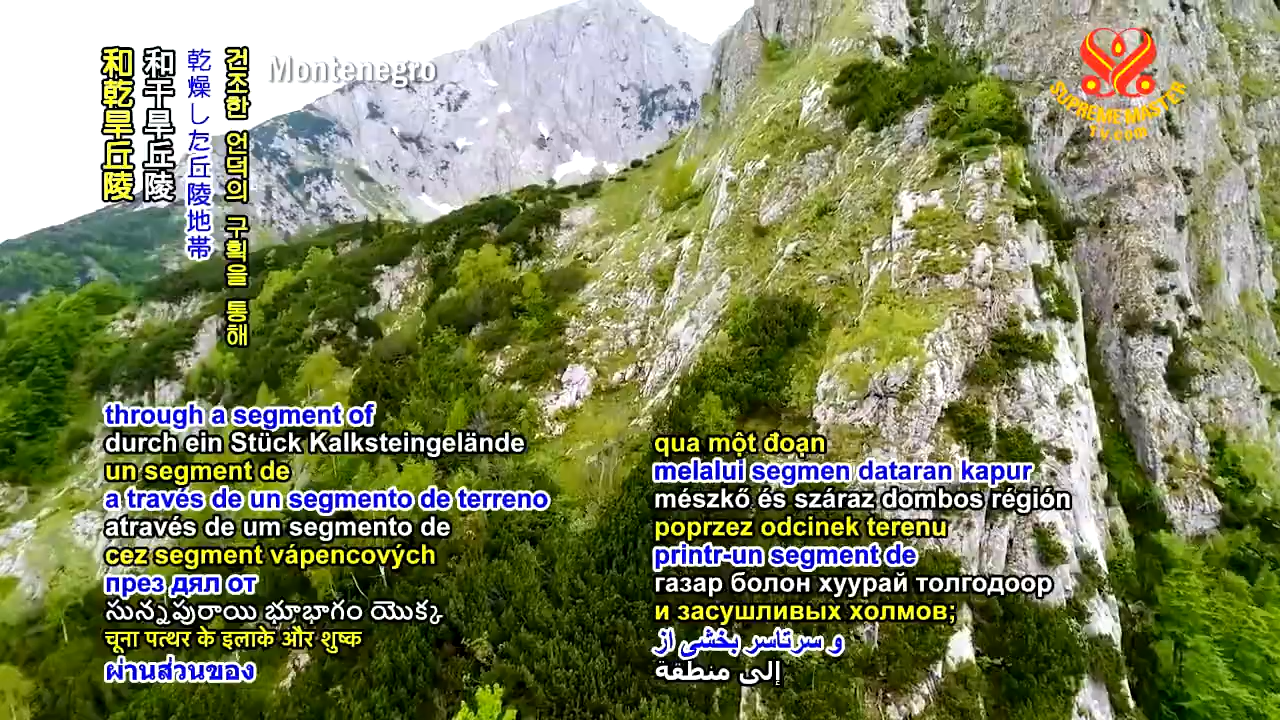 Montenegro
SUPREME MASTER
TV.com
和乾旱丘陵
和干旱丘陵
乾燥した丘陵地帯
건조한 언덕의 구획을 통해
through a segment of
durch ein Stück Kalksteingelände
un segment de
a través de un segmento de terreno
através de um segmento de
cez segment vápencových
през дял от
సున్నపురాయి భూభాగం యొక్క
चूना पत्थर के इलाके और शुष्क
ผ่านส่วนของ
qua một đoạn
melalui segmen dataran kapur
mészkő és száraz dombos région
poprzez odcinek terenu
printr-un segment de
газар болон хуурай толгодоор
и засушливых холмов;
و سرتاسر بخشی از
إلى منطقة